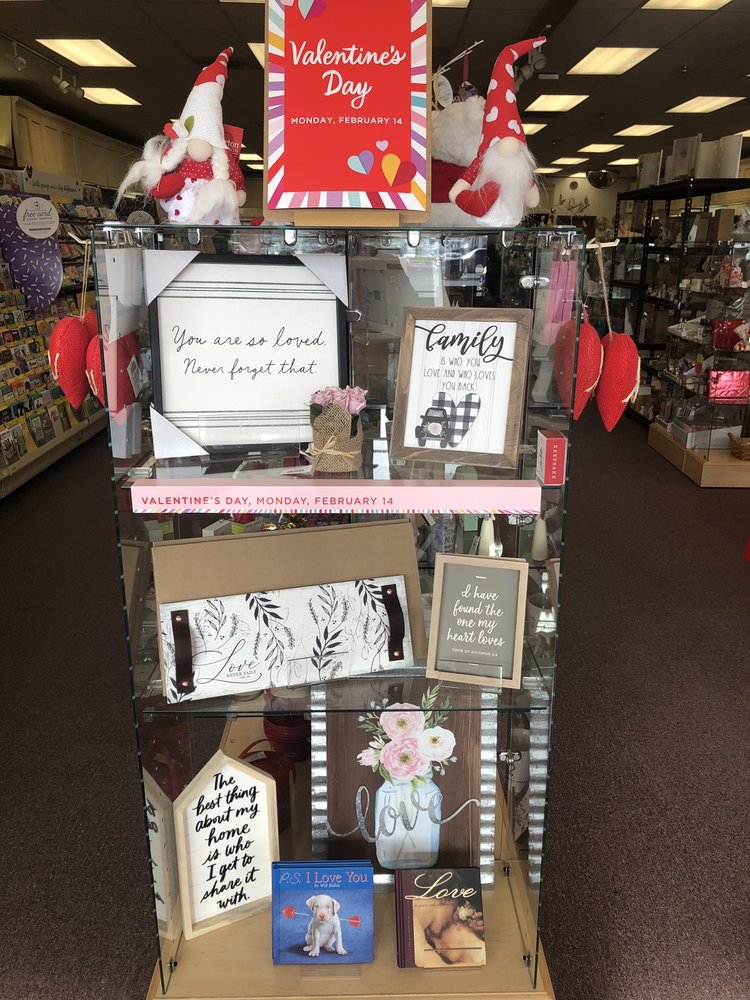 Valentine's
Day
MONDAY, FEBRUARY 14
free card
You are so loved.
Never forget that.
family
IS WHO YOU
LOVE AND WHO LOVES
YOU BACK
KEEPSAKE
VALENTINE'S DAY, MONDAY, FEBRUARY 14
I have
found the
one my
heart loves
SONG OF SOLOMON 3:4
Love
NEVER FAILS
The
best thing
about my
home
is who
I get to
share it
with.
love
P.S. I Love You
Love